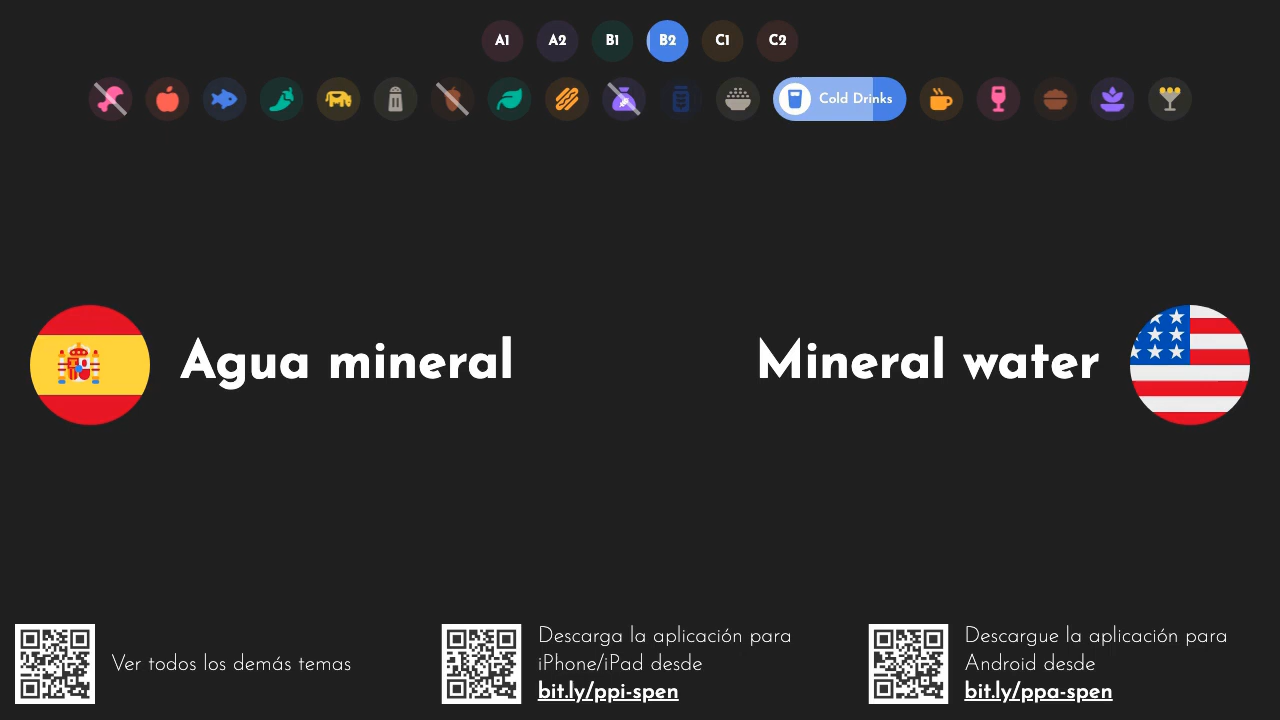 A1 A2 B1 B2 C1 C2
Cold Drinks
Agua mineral
Mineral water
Ver todos los demás temas
Descarga la aplicación para
iPhone/iPad desde
bit.ly/ppi-spen
Descargue la aplicación para
Android desde
bit.ly/ppa-spen